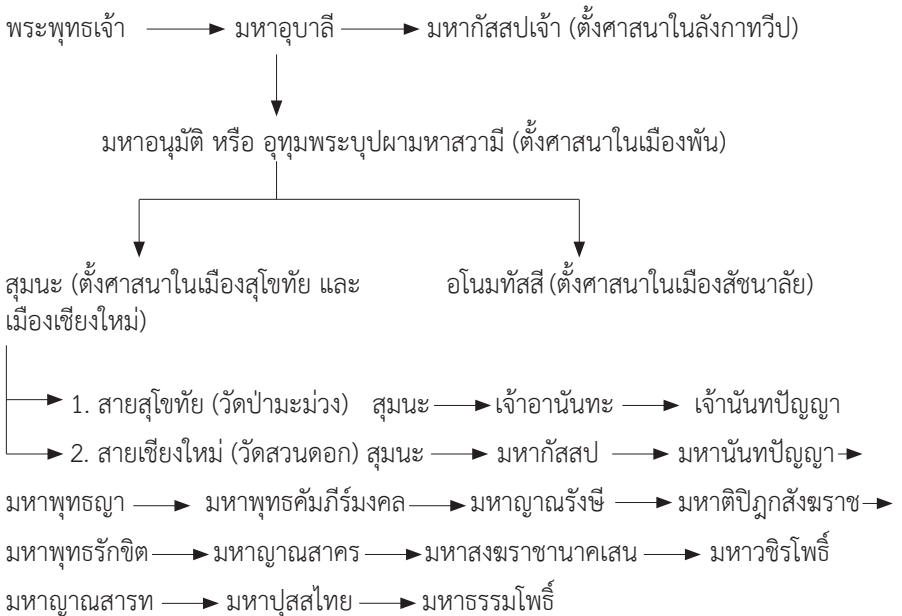 พระพุทธเจ้า มหาอุบาลี มหากัสสปเจ้า (ตั้งศาสนาในลังกาทวีป)
มหาอนุมัติ หรือ อุทุมพระบุปผามหาสวามี (ตั้งศาสนาในเมืองพัน)
สุมนะ (ตั้งศาสนาในเมืองสุโขทัย และ อโนมทัสสี (ตั้งศาสนาในเมืองสัชนาลัย)
เมืองเชียงใหม่)
1. สายสุโขทัย (วัดป่ามะม่วง) สุมนะ เจ้าอานันทะ เจ้านันทปัญญา
2. สายเชียงใหม่ (วัดสวนดอก) สุมนะ มหากัสสป มหานันทปัญญา
มหาพุทธญา มหาพุทธคัมภีร์มงคล มหาญาณรังษี มหาติปิฎกสังฆราช
มหาพุทธรักขิต มหาญาณสาคร มหาสงฆราชานาคเสน มหาวชิรโพธิ์
มหาญาณสารท มหาปุสสไทย มหาธรรมโพธิ์